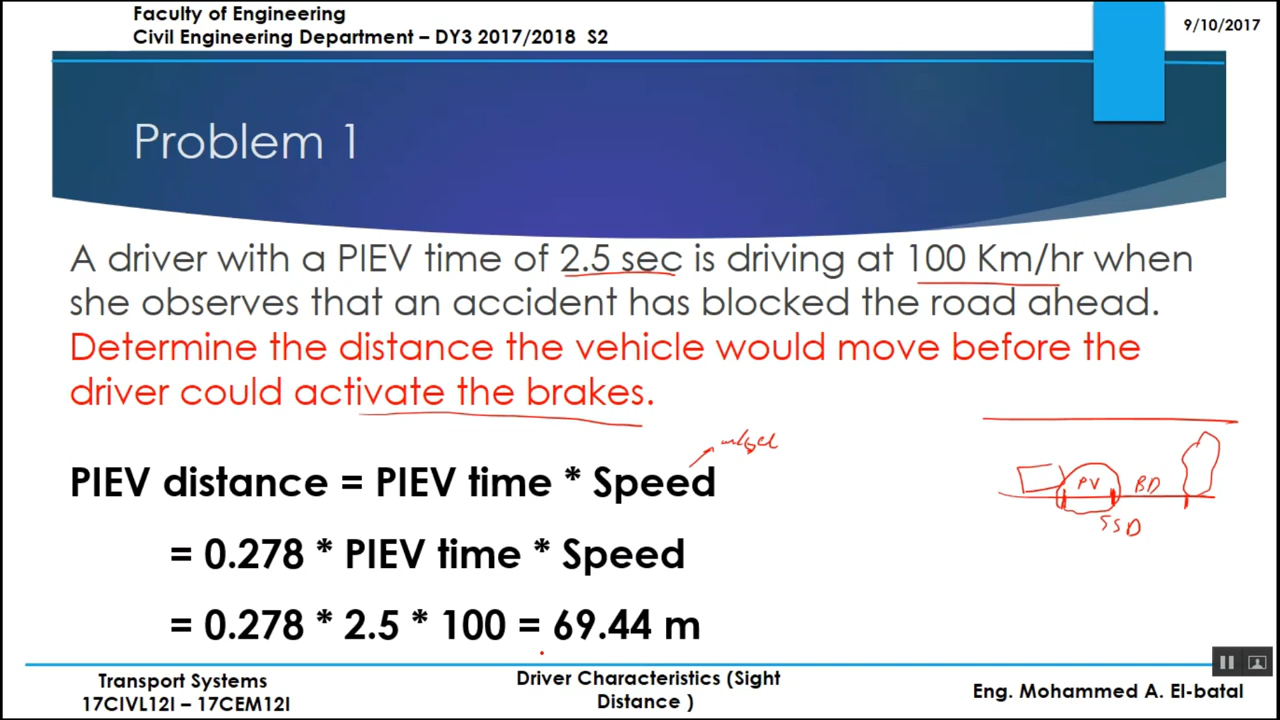 Faculty of Engineering
Civil Engineering Department – DY3 2017/2018 S2
9/10/2017
Problem 1
A driver with a PIEV time of 2.5 sec is driving at 100 Km/hr when
she observes that an accident has blocked the road ahead.
Determine the distance the vehicle would move before the
driver could activate the brakes.
PIEV distance = PIEV time * Speed
= 0.278 * PIEV time * Speed
= 0.278 * 2.5 * 100 = 69.44 m
PV BD
SSD
Transport Systems
17CIVL12I – 17CEM12I
Driver Characteristics (Sight
Distance )
Eng. Mohammed A. El-batal